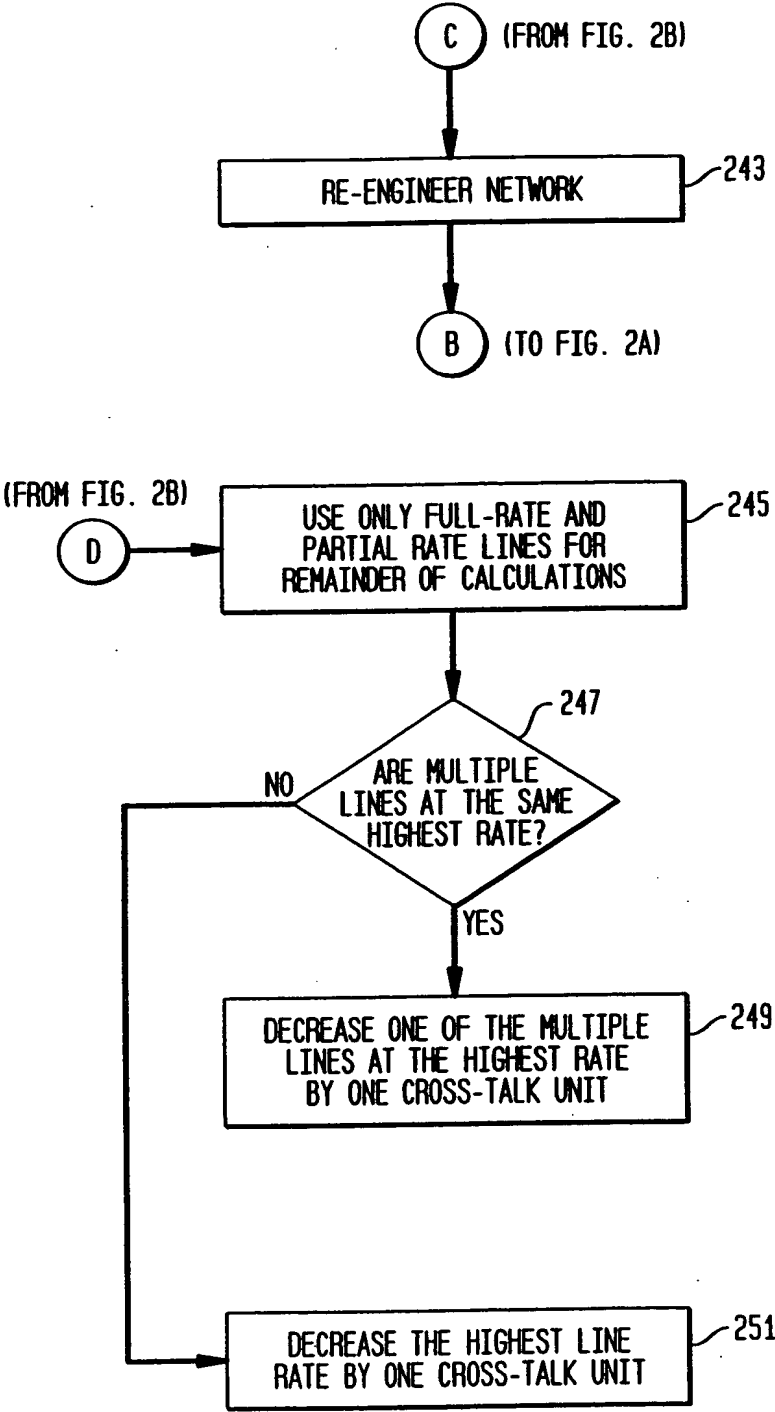 C (FROM FIG. 2B)
243
RE-ENGINEER NETWORK
B (TO FIG. 2A)
(FROM FIG. 2B)
D
245
USE ONLY FULL-RATE AND
PARTIAL RATE LINES FOR
REMAINDER OF CALCULATIONS
247
ARE MULTIPLE
LINES AT THE SAME
HIGHEST RATE?
NO
YES
249
DECREASE ONE OF THE MULTIPLE
LINES AT THE HIGHEST RATE
BY ONE CROSS-TALK UNIT
251
DECREASE THE HIGHEST LINE
RATE BY ONE CROSS-TALK UNIT